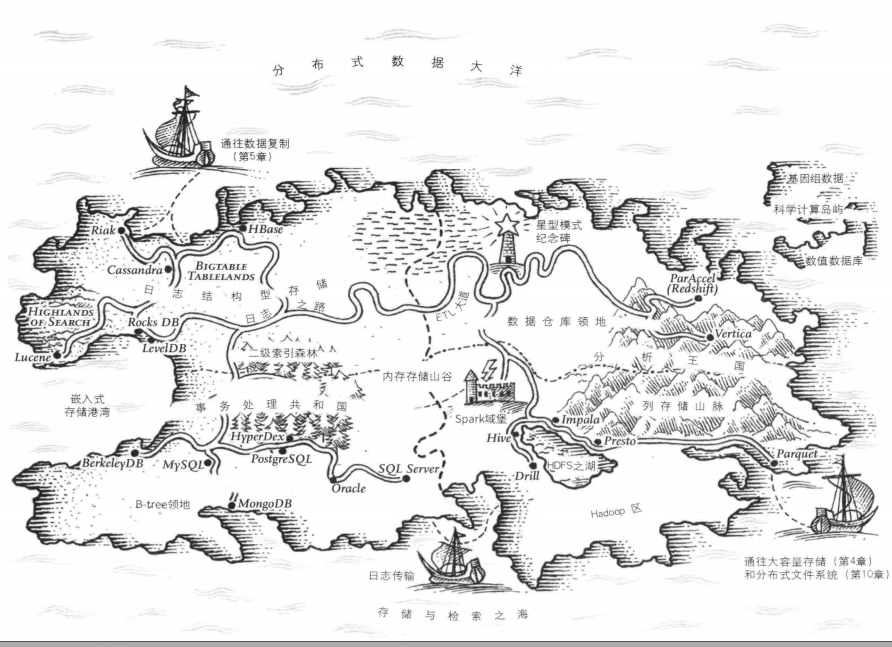 分布式数据大洋
通往数据复制
（第5章）
基因组数据
科学计算岛屿
数值数据库
Riak
HBase
星型模式
纪念碑
Cassandra
BIGTABLE
TABLELANDS
ParAccel
(Redshift)
日志结构型存储
日志之路
ETL大道
数据仓库领地
HIGHLANDS
OF SEARCH
Rocks DB
LevelDB
Lucene
Vertica
二级索引森林
分析王国
内存存储山谷
嵌入式
存储港湾
事务处理共和国
Spark城堡
列存储山脉
HyperDex
Impala
Hive
Presto
BerkeleyDB
MySQL
PostgreSQL
SQL Server
Oracle
Drill
HDFS之湖
Parquet
B-tree领地
MongoDB
Hadoop 区
日志传输
通往大容量存储（第4章）
和分布式文件系统（第10章）
存储与检索之海